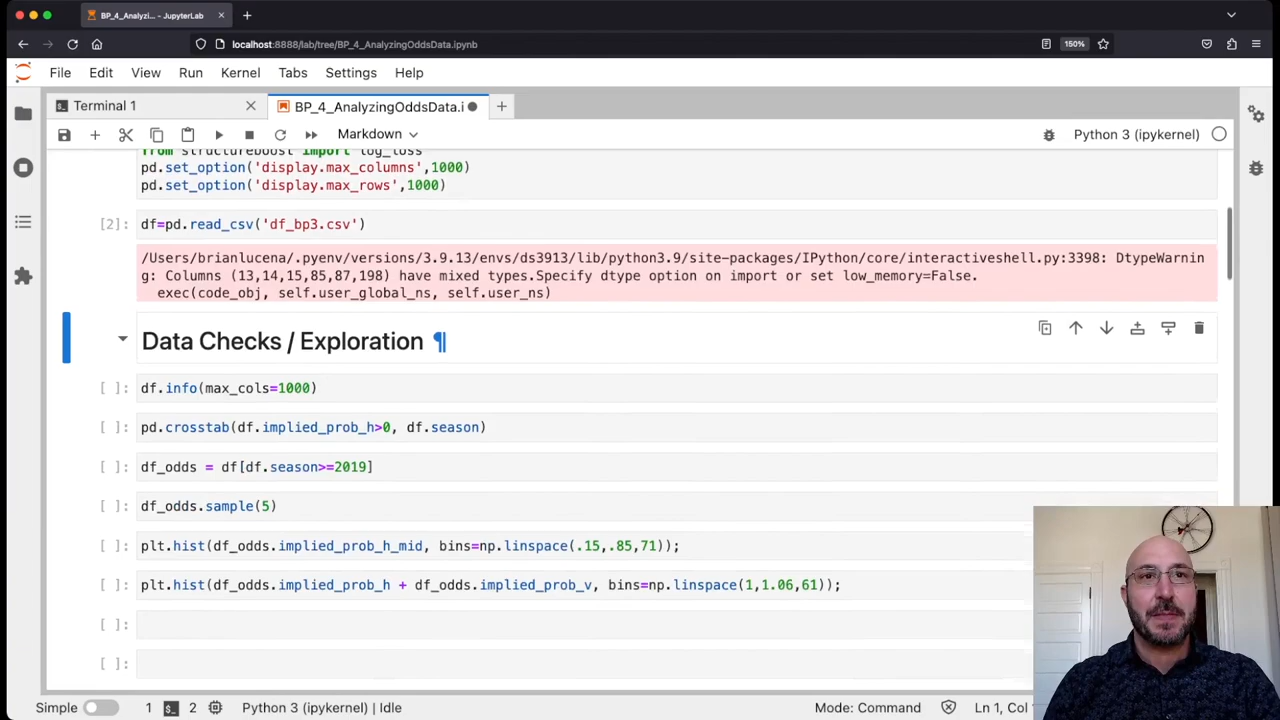 BP_4_Analyzi… - JupyterLab
localhost:8888/lab/tree/BP_4_AnalyzingOddsData.ipynb
150%
File Edit View Run Kernel Tabs Settings Help
Terminal 1
BP_4_AnalyzingOddsData.i
Markdown
Python 3 (ipykernel)
from structureboost import log_loss
pd.set_option('display.max_columns',1000)
pd.set_option('display.max_rows',1000)
[2]: df=pd.read_csv('df_bp3.csv')
/Users/brianlucena/.pyenv/versions/3.9.13/envs/ds3913/lib/python3.9/site-packages/IPython/core/interactiveshell.py:3398: DtypeWarnin
g: Columns (13,14,15,85,87,198) have mixed types.Specify dtype option on import or set low_memory=False.
exec(code_obj, self.user_global_ns, self.user_ns)
Data Checks / Exploration ¶
[ ]: df.info(max_cols=1000)
[ ]: pd.crosstab(df.implied_prob_h>0, df.season)
[ ]: df_odds = df[df.season>=2019]
[ ]: df_odds.sample(5)
[ ]: plt.hist(df_odds.implied_prob_h_mid, bins=np.linspace(.15,.85,71));
[ ]: plt.hist(df_odds.implied_prob_h + df_odds.implied_prob_v, bins=np.linspace(1,1.06,61));
[ ]:
[ ]:
Simple 1 2 Python 3 (ipykernel) | Idle Mode: Command Ln 1, Col